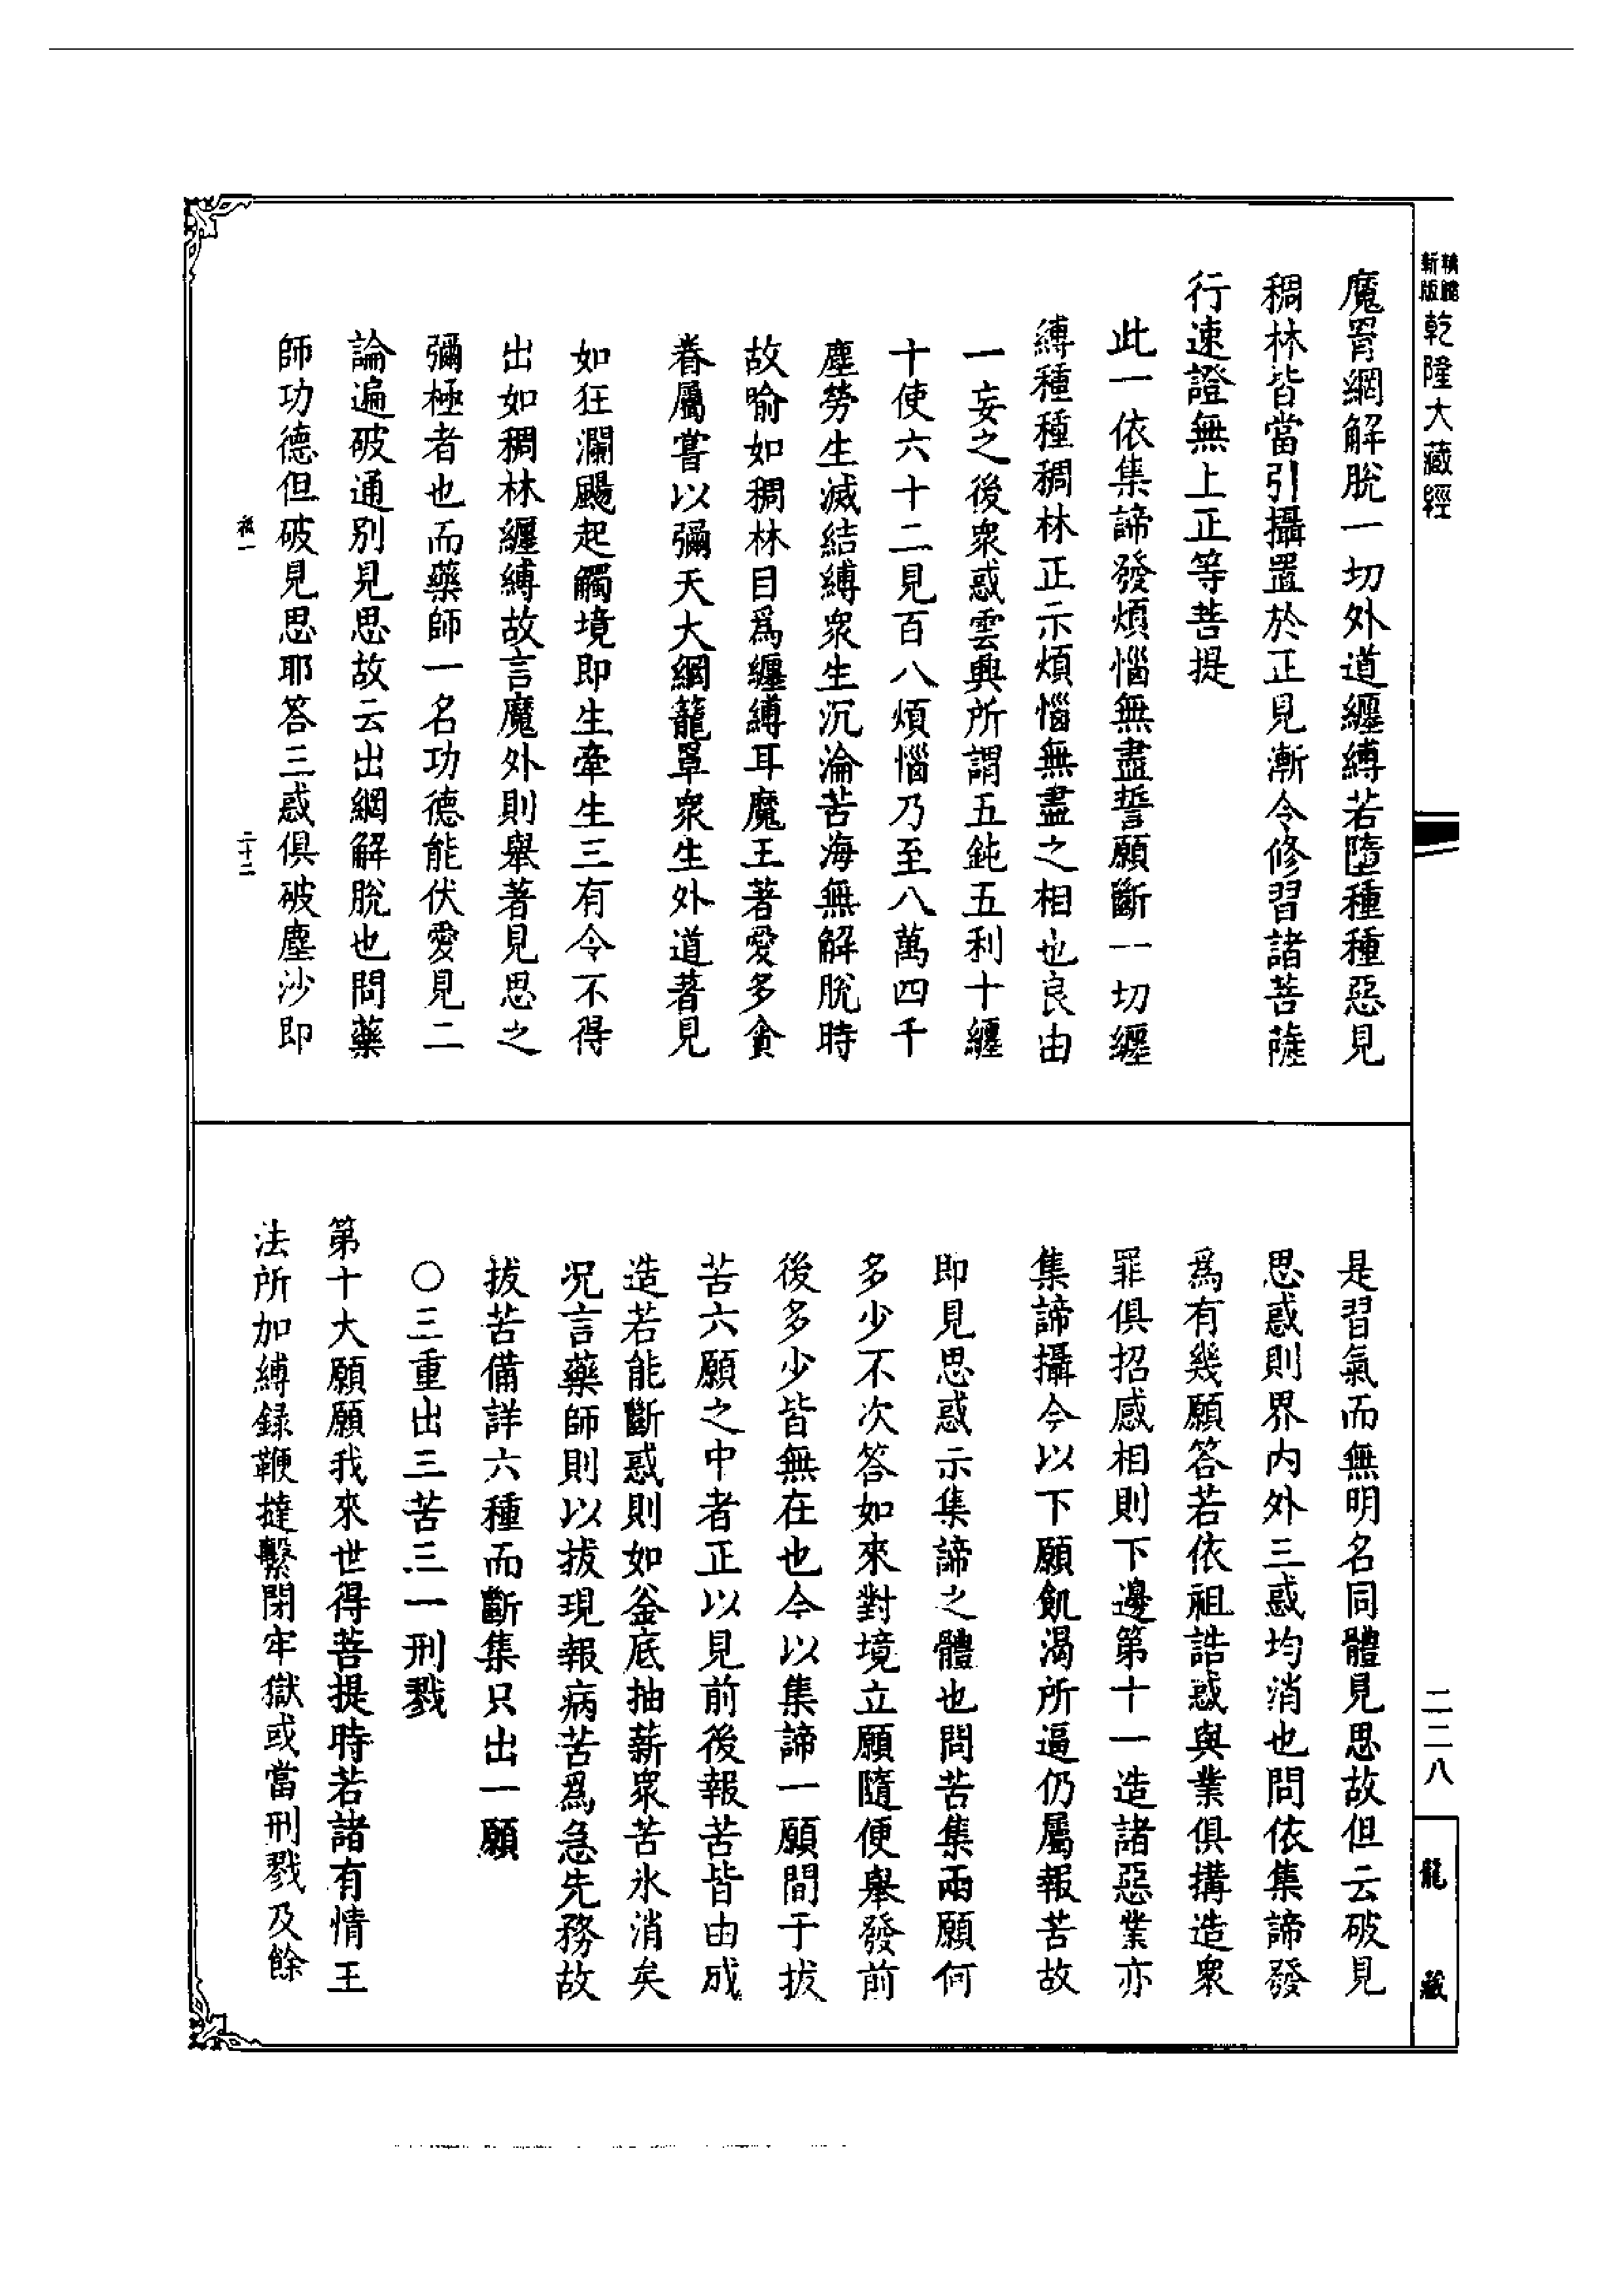 新版
乾隆大藏經
魔罥網解脫一切外道纏縛若墮種種惡見
稠林皆當引攝置於正見漸令修習諸菩薩
行速證無上正等菩提
此一依集諦發煩惱無盡誓願斷一切纏
縛種種稠林正示煩惱無盡之相也良由
一妄之後衆惑雲興所謂五鈍五利十纏
十使六十二見百八煩惱乃至八萬四千
塵勞生滅結縛衆生沉淪苦海無解脫時
故喻如稠林目爲纏縛耳魔王著愛多貪
眷屬嘗以彌天大網籠罩衆生外道著見
如狂瀾颺起觸境即生牽生三有令不得
出如稠林纏縛故言魔外則舉著見思之
彌極者也而藥師一名功德能伏愛見二
論遍破通別見思故云出網解脫也問藥
師功德但破見思耶答三惑俱破塵沙即
二十二
是習氣而無明名同體見思故但云破見
思惑則界内外三惑均消也問依集諦發
爲有幾願答若依祖誥惑與業俱搆造衆
罪俱招感相則下邊第十一造諸惡業亦
集諦攝今以下願飢渴所逼仍屬報苦故
即見思惑示集諦之體也問苦集兩願何
多少不次答如來對境立願隨便舉發前
後多少皆無在也今以集諦一願間于拔
苦六願之中者正以見前後報苦皆由成
造若能斷惑則如釜底抽薪衆苦氷消矣
况言藥師則以拔現報病苦爲急先務故
拔苦備詳六種而斷集只出一願
○三重出三苦三一刑戮
第十大願願我來世得菩提時若諸有情王
法所加縛録鞭撻繫閉牢獄或當刑戮及餘
二二八
龍藏